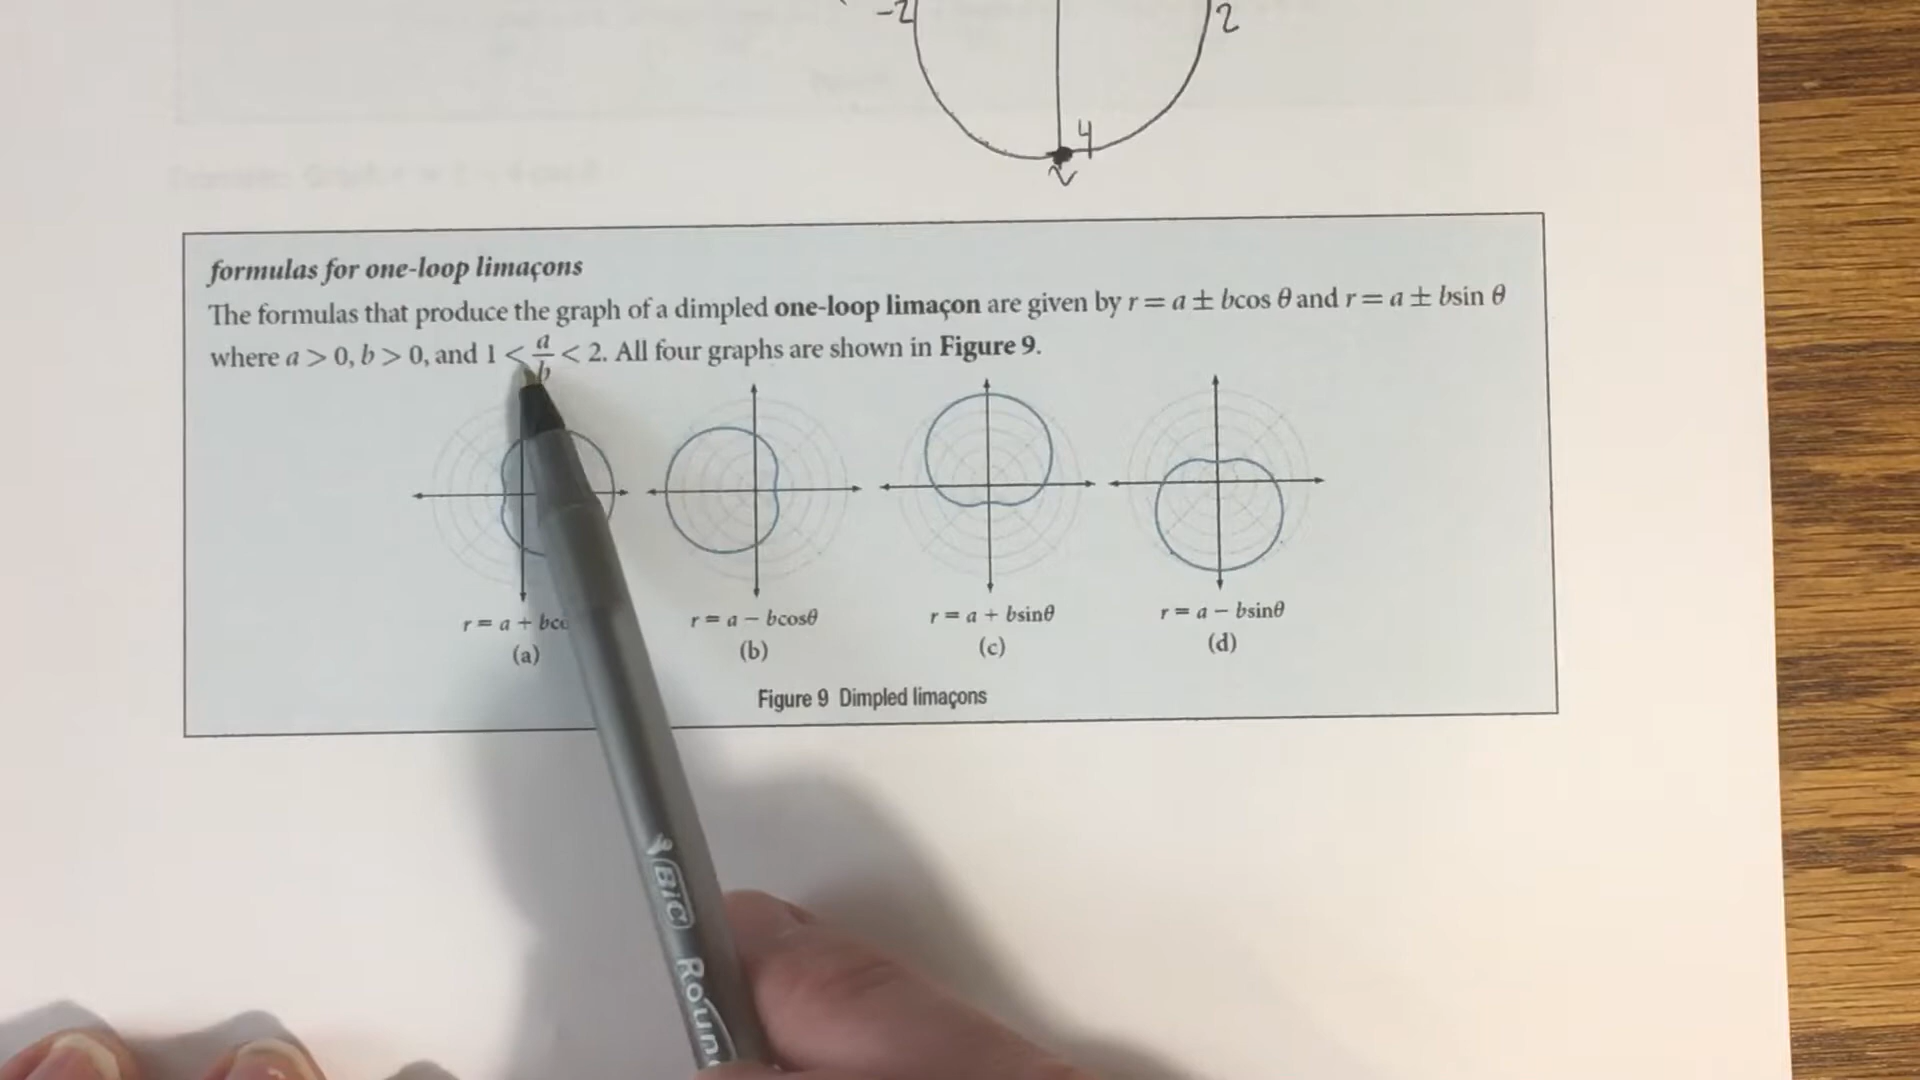 -2
2
4
2
formulas for one-loop limaçons
The formulas that produce the graph of a dimpled one-loop limaçon are given by r = a ± bcos θ and r = a ± bsin θ
where a > 0, b > 0, and 1 < a/b < 2. All four graphs are shown in Figure 9.
r = a + bco
r = a − bcosθ
r = a + bsinθ
r = a − bsinθ
(a)
(b)
(c)
(d)
Figure 9 Dimpled limaçons
BIC Roun